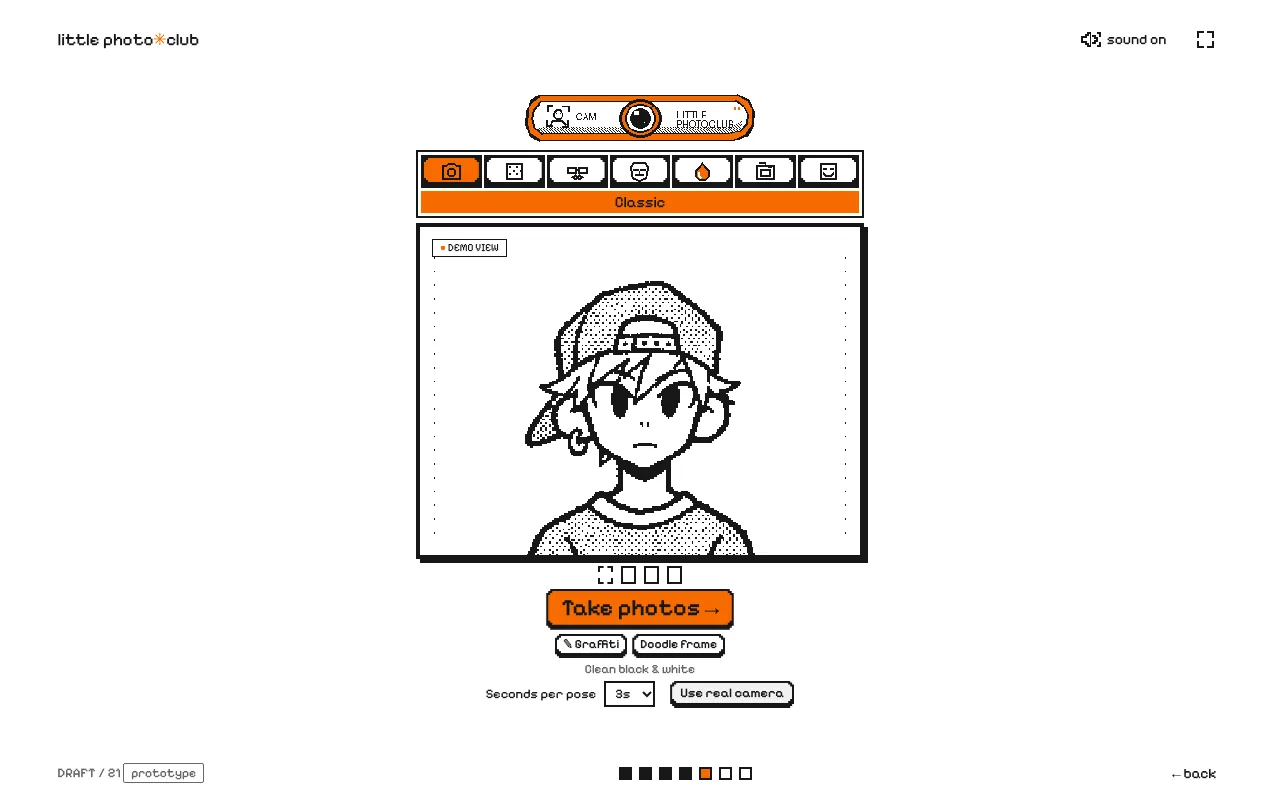 little photo✳club
sound on
CAM
LITTLE
PHOTOCLUB
Classic
DEMO VIEW
Take photos→
✎ Graffiti
Doodle frame
Clean black & white
Seconds per pose
3s
Use real camera
DRAFT / 21
prototype
←back